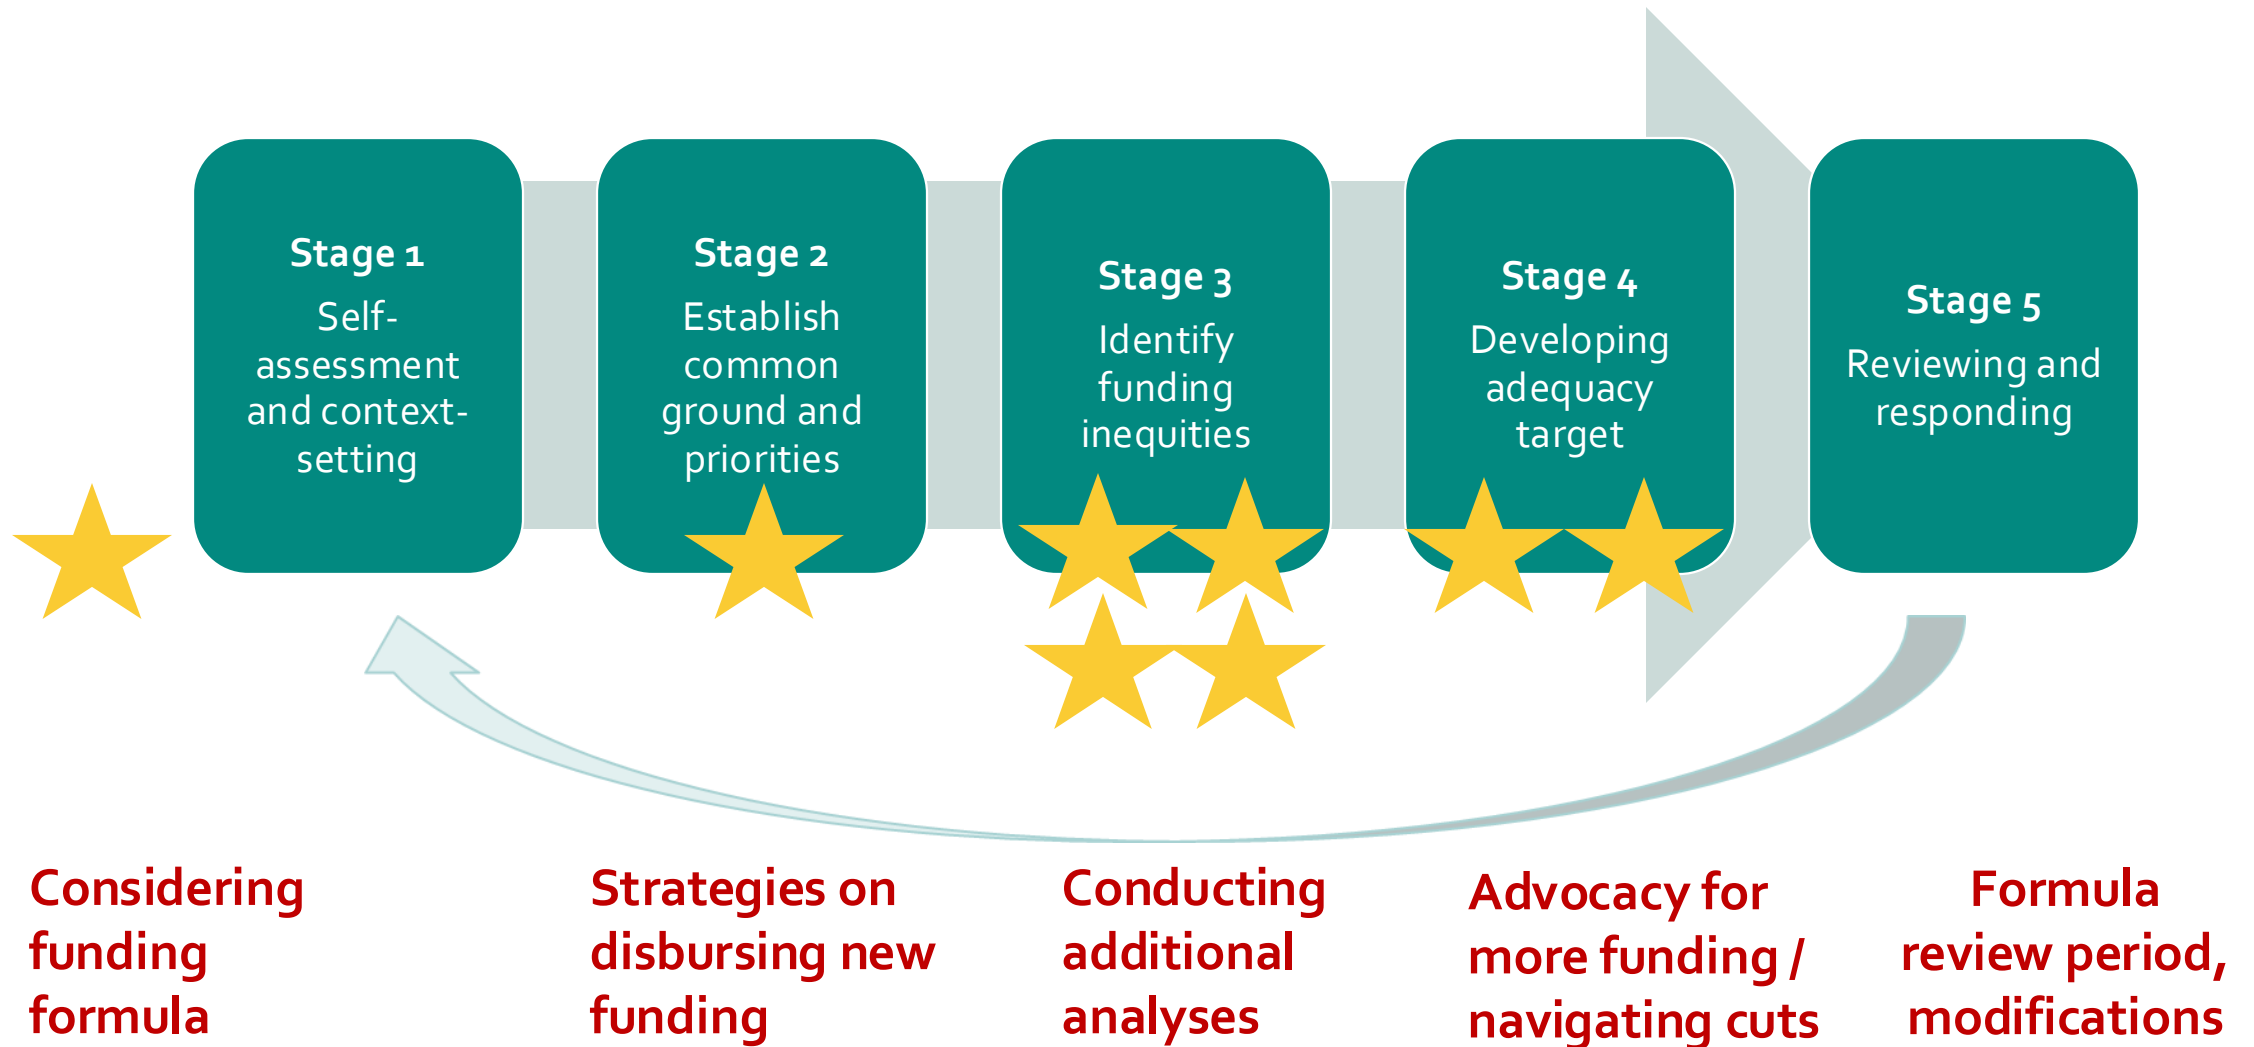 Stage 1
Self-
assessment
and context-
setting
Stage 2
Establish
common
ground and
priorities
Stage 3
Identify
funding
inequities
Stage 4
Developing
adequacy
target
Stage 5
Reviewing and
responding
Considering
funding
formula
Strategies on
disbursing new
funding
Conducting
additional
analyses
Advocacy for
more funding /
navigating cuts
Formula
review period,
modifications